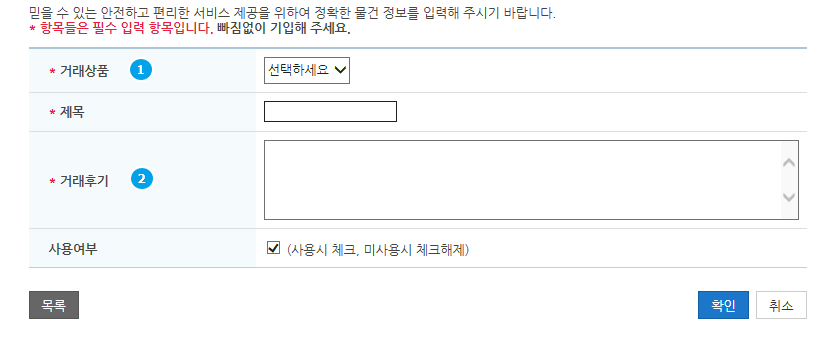 믿을 수 있는 안전하고 편리한 서비스 제공을 위하여 정확한 물건 정보를 입력해 주시기 바랍니다.
* 항목들은 필수 입력 항목입니다. 빠짐없이 기입해 주세요.
* 거래상품 1 선택하세요
* 제목
* 거래후기 2
사용여부 (사용시 체크, 미사용시 체크해제)
목록 확인 취소